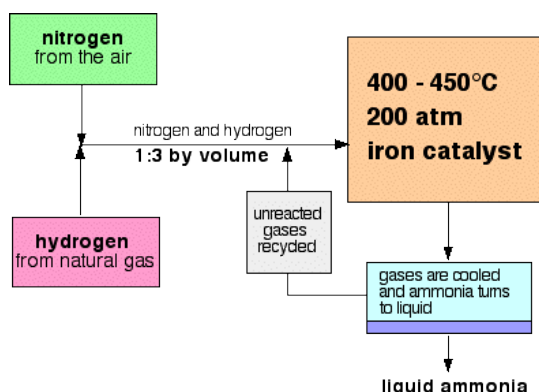 nitrogen
from the air
400 - 450°C
200 atm
iron catalyst
nitrogen and hydrogen
1:3 by volume
unreacted
gases
recycled
hydrogen
from natural gas
gases are cooled
and ammonia turns
to liquid
liquid ammonia